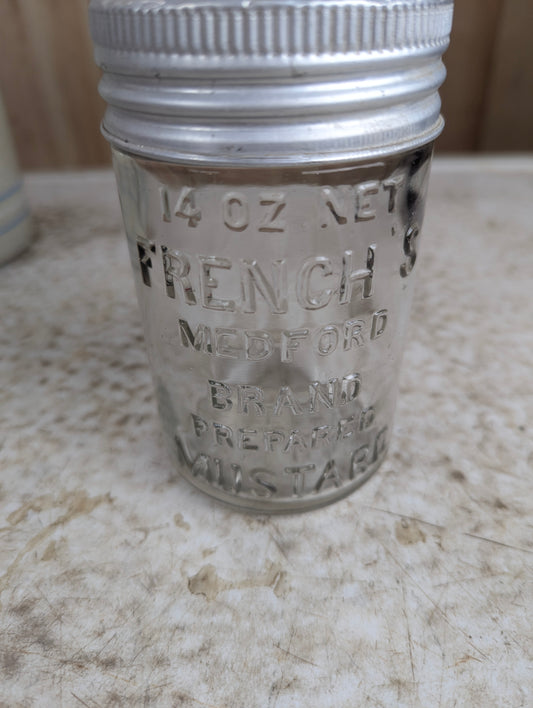 14 OZ NET
FRENCH'S
MEDFORD
BRAND
PREPARED
MUSTARD